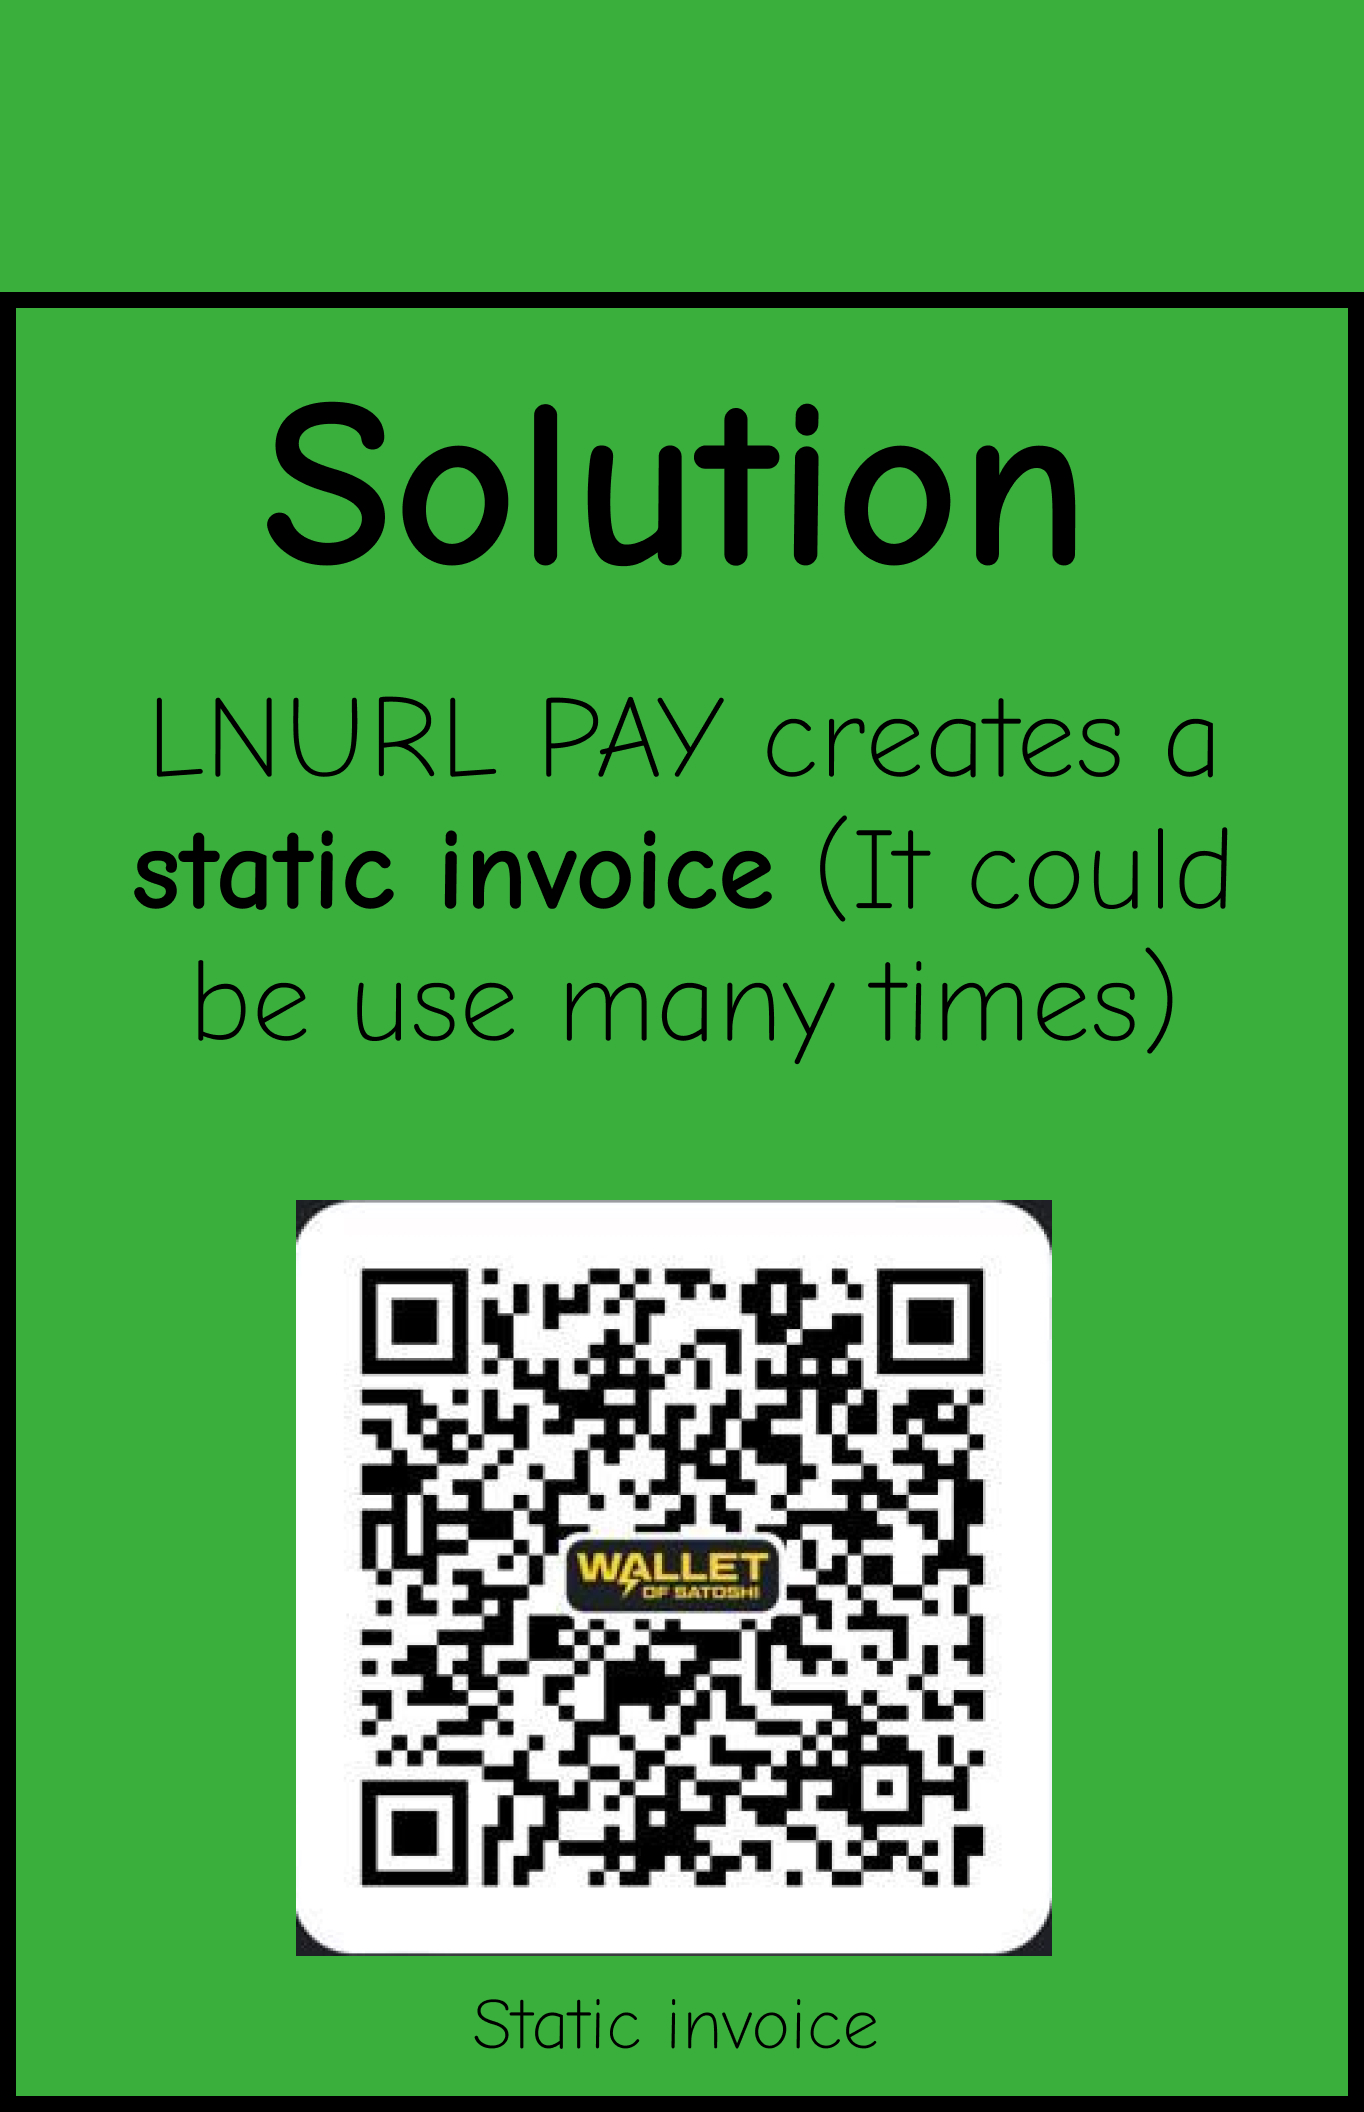 Solution
LNURL PAY creates a
static invoice (It could
be use many times)
WALLET
OF SATOSHI
Static invoice